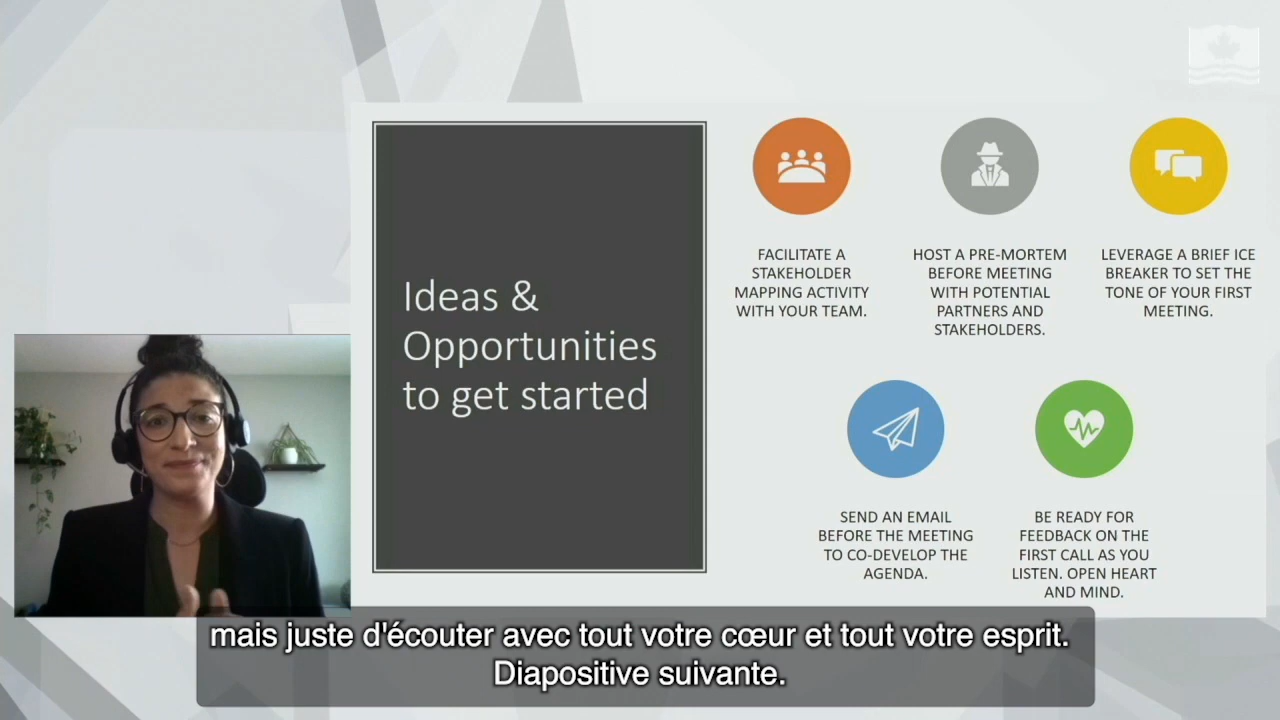 Ideas &
Opportunities
to get started
FACILITATE A
STAKEHOLDER
MAPPING ACTIVITY
WITH YOUR TEAM.
HOST A PRE-MORTEM
BEFORE MEETING
WITH POTENTIAL
PARTNERS AND
STAKEHOLDERS.
LEVERAGE A BRIEF ICE
BREAKER TO SET THE
TONE OF YOUR FIRST
MEETING.
SEND AN EMAIL
BEFORE THE MEETING
TO CO-DEVELOP THE
AGENDA.
BE READY FOR
FEEDBACK ON THE
FIRST CALL AS YOU
LISTEN. OPEN HEART
AND MIND.
mais juste d'écouter avec tout votre cœur et tout votre esprit.
Diapositive suivante.